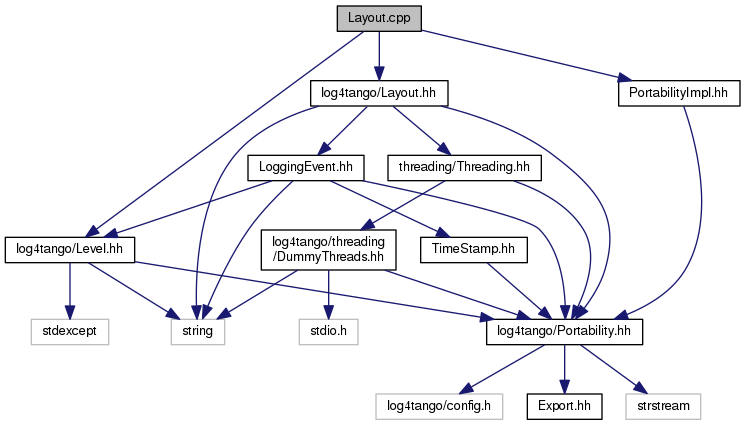 Layout.cpp
log4tango/Layout.hh
PortabilityImpl.hh
LoggingEvent.hh
threading/Threading.hh
log4tango/Level.hh
log4tango/threading
/DummyThreads.hh
TimeStamp.hh
stdexcept
string
stdio.h
log4tango/Portability.hh
log4tango/config.h
Export.hh
strstream